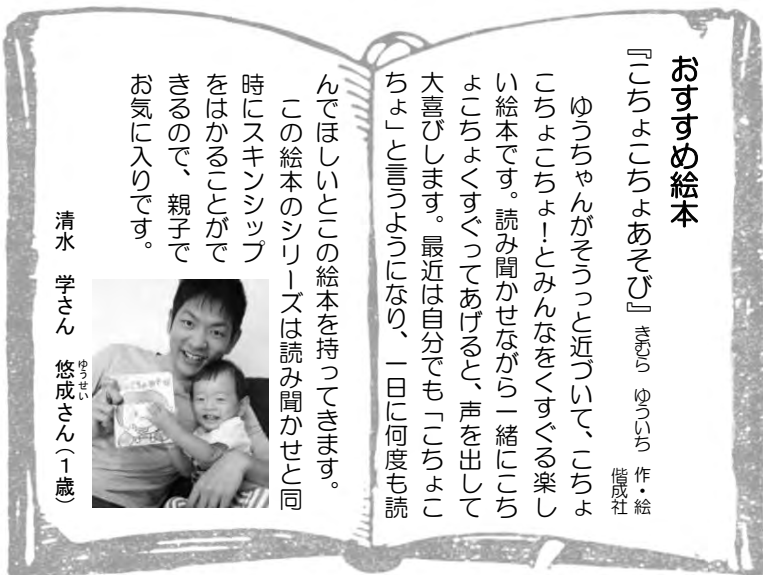 おすすめ絵本
『こちょこちょあそび』 きむら　ゆういち　作・絵
偕成社
　ゆうちゃんがそうっと近づいて、こちょ
こちょこちょ！とみんなをくすぐる楽し
い絵本です。読み聞かせながら一緒にこち
ょこちょくすぐってあげると、声を出して
大喜びします。最近は自分でも「こちょこ
ちょ」と言うようになり、一日に何度も読
んでほしいとこの絵本を持ってきます。
　この絵本のシリーズは読み聞かせと同
時にスキンシップ
をはかることがで
きるので、親子で
お気に入りです。
清水　学さん　悠成さん（１歳）
ゆうせい